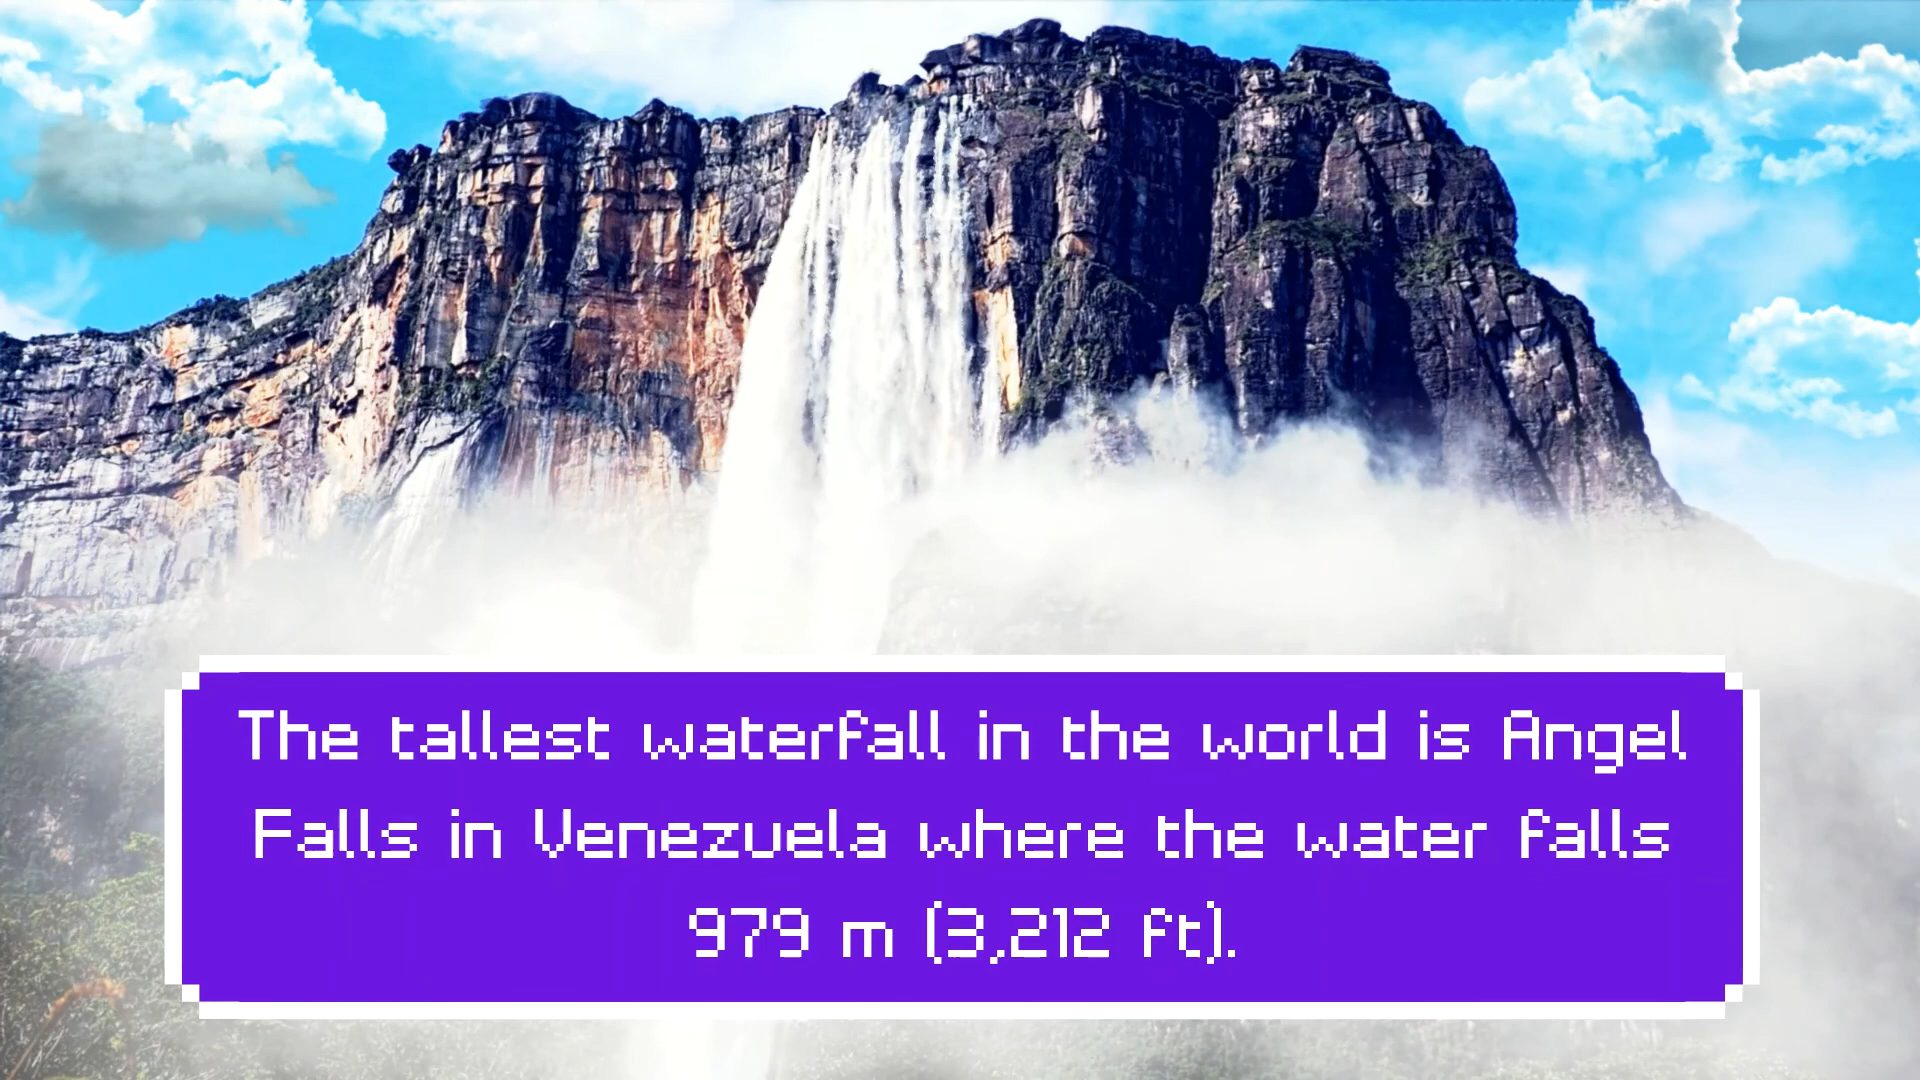 The tallest waterfall in the world is Angel
Falls in Venezuela where the water falls
979 m (3,212 ft).